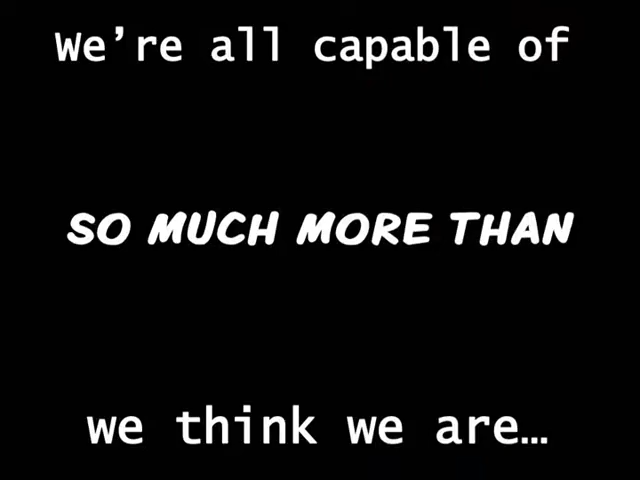 We’re all capable of
SO MUCH MORE THAN
we think we are…